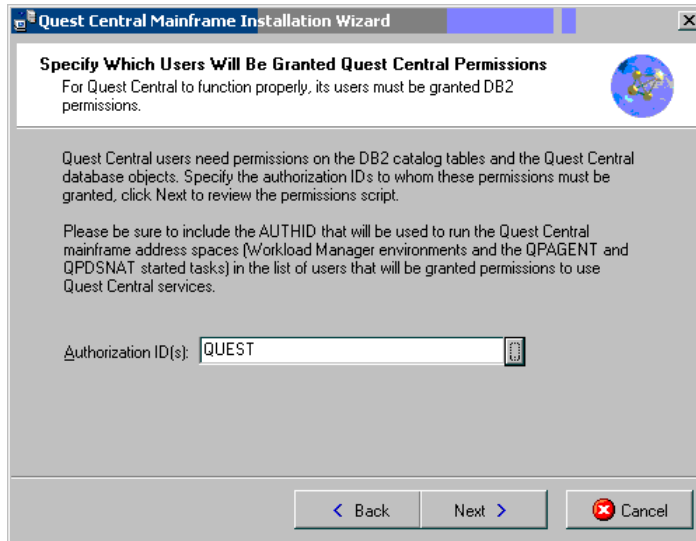 Quest Central Mainframe Installation Wizard
Specify Which Users Will Be Granted Quest Central Permissions
For Quest Central to function properly, its users must be granted DB2
permissions.
Quest Central users need permissions on the DB2 catalog tables and the Quest Central
database objects. Specify the authorization IDs to whom these permissions must be
granted, click Next to review the permissions script.
Please be sure to include the AUTHID that will be used to run the Quest Central
mainframe address spaces (Workload Manager environments and the QPAGENT and
QPDSNAT started tasks) in the list of users that will be granted permissions to use
Quest Central services.
Authorization ID(s): QUEST
< Back Next > Cancel